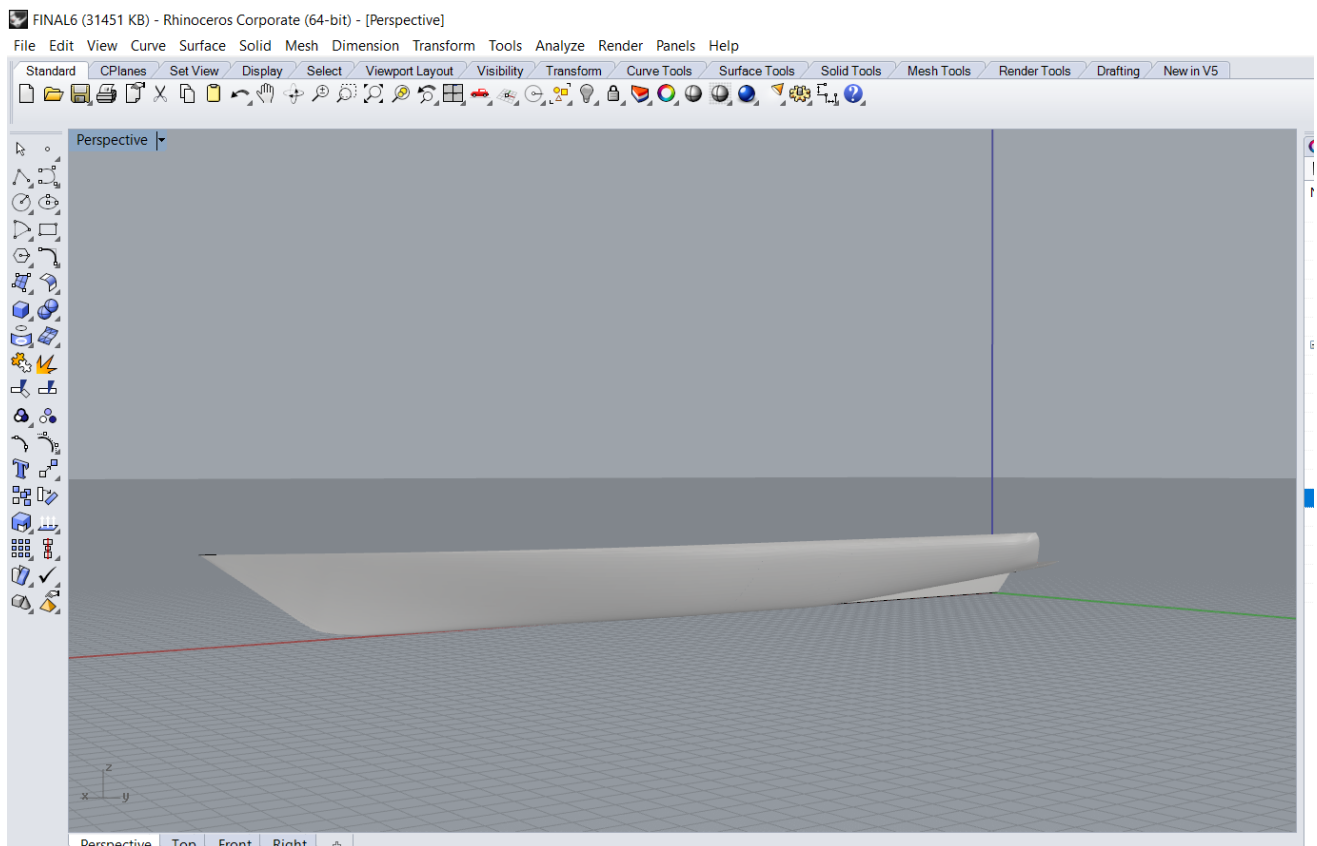 FINAL6 (31451 KB) - Rhinoceros Corporate (64-bit) - [Perspective]
File Edit View Curve Surface Solid Mesh Dimension Transform Tools Analyze Render Panels Help
Standard CPlanes Set View Display Select Viewport Layout Visibility Transform Curve Tools Surface Tools Solid Tools Mesh Tools Render Tools Drafting New in V5
Perspective
z
x y
Perspective Top Front Right